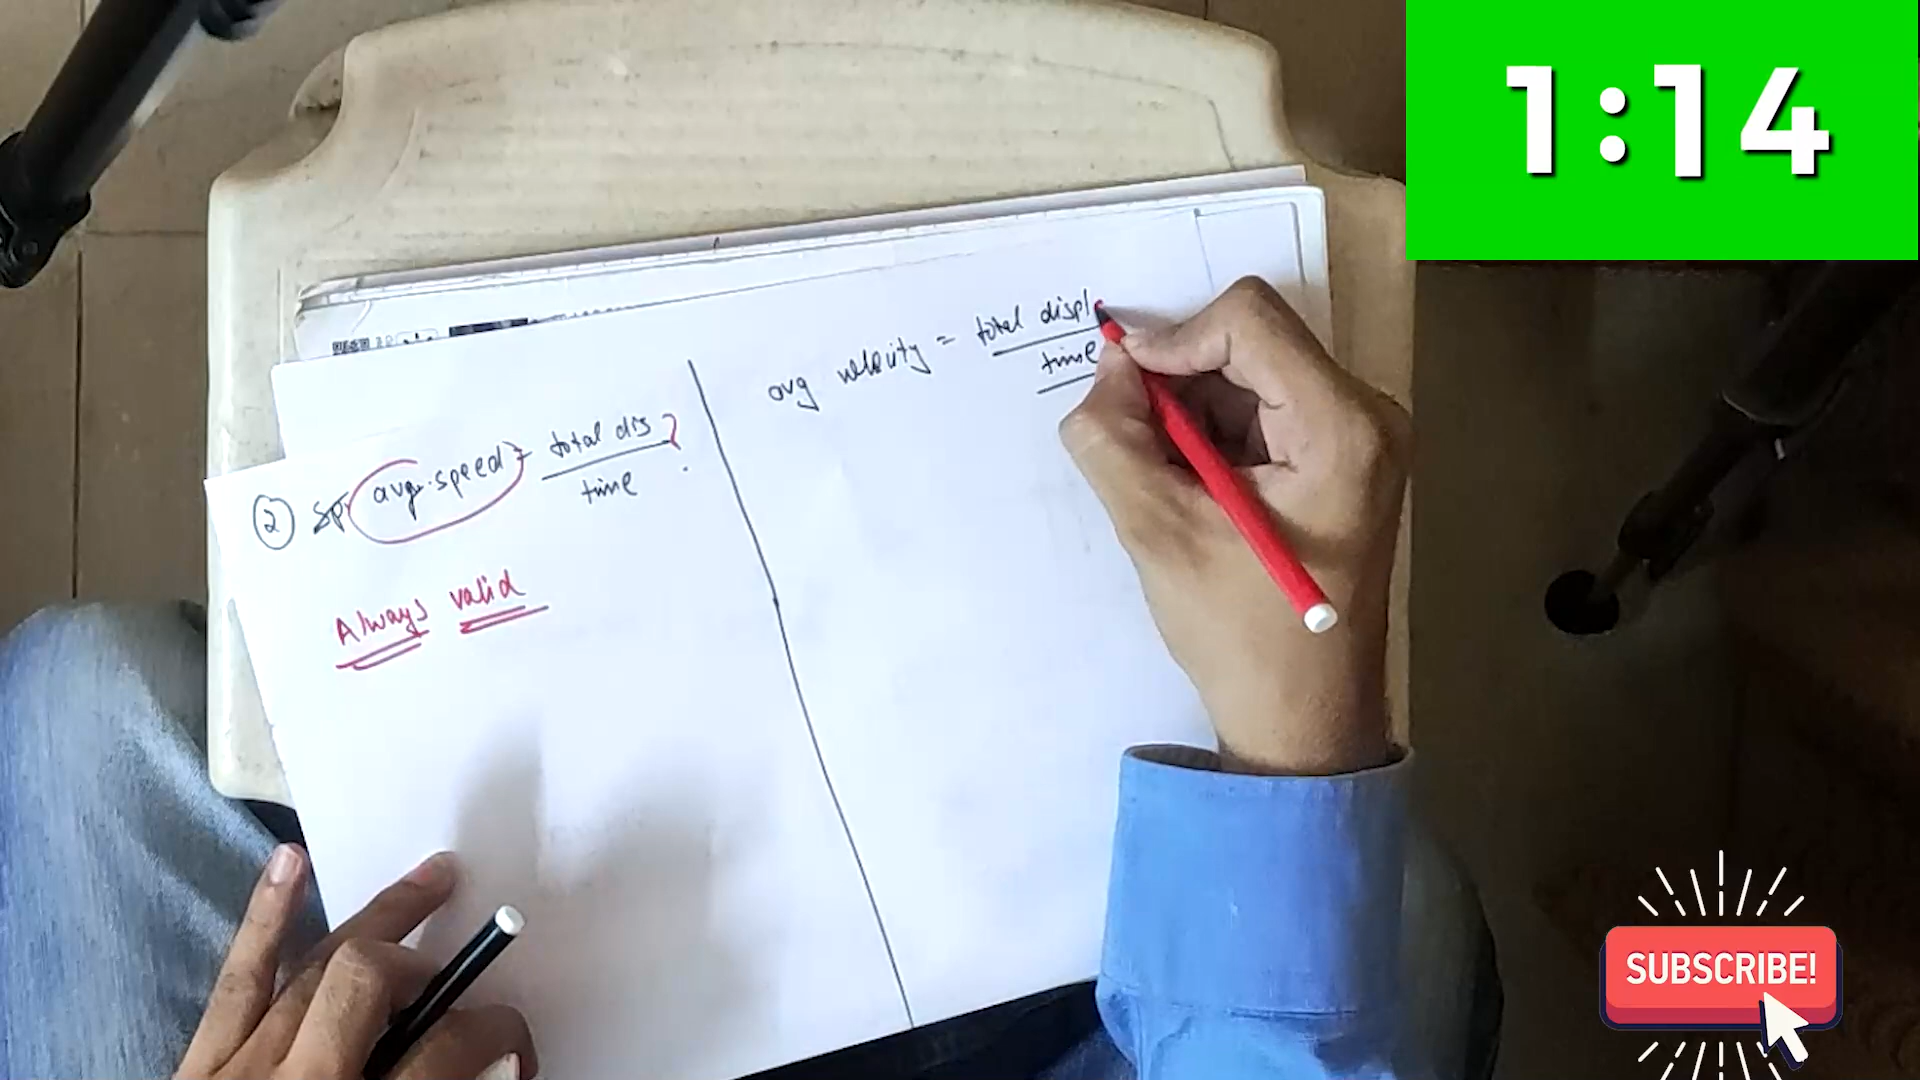 1:14
avg velocity = total displ
time
② avg. speed = total dis ?
time
Always valid
SUBSCRIBE!